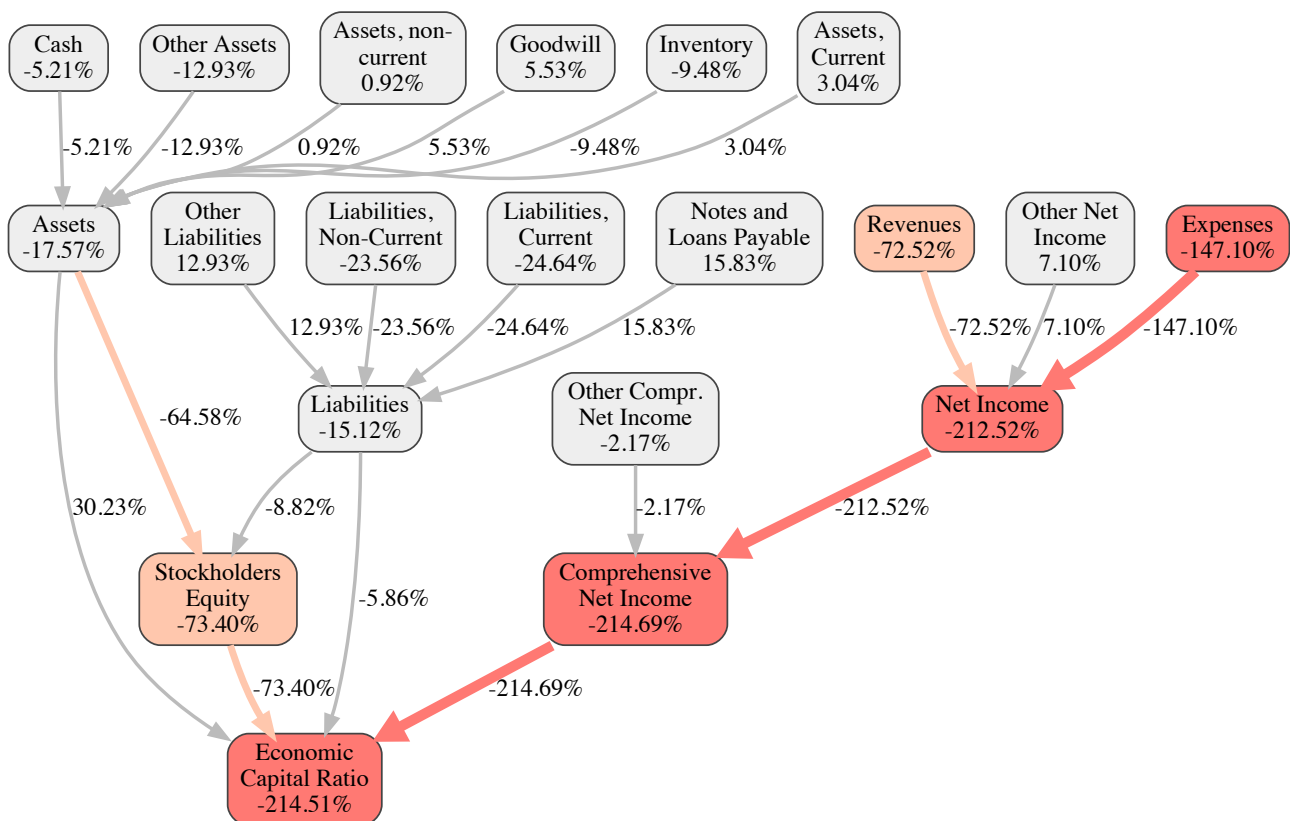 Cash
-5.21%
Other Assets
-12.93%
Assets, non-
current
0.92%
Goodwill
5.53%
Inventory
-9.48%
Assets,
Current
3.04%
-5.21%
-12.93%
0.92%
5.53%
-9.48%
3.04%
Assets
-17.57%
Other
Liabilities
12.93%
Liabilities,
Non-Current
-23.56%
Liabilities,
Current
-24.64%
Notes and
Loans Payable
15.83%
Revenues
-72.52%
Other Net
Income
7.10%
Expenses
-147.10%
12.93%
-23.56%
-24.64%
15.83%
-72.52%
7.10%
-147.10%
-64.58%
Liabilities
-15.12%
Other Compr.
Net Income
-2.17%
Net Income
-212.52%
30.23%
-8.82%
-2.17%
-212.52%
Stockholders
Equity
-73.40%
-5.86%
Comprehensive
Net Income
-214.69%
-73.40%
-214.69%
Economic
Capital Ratio
-214.51%